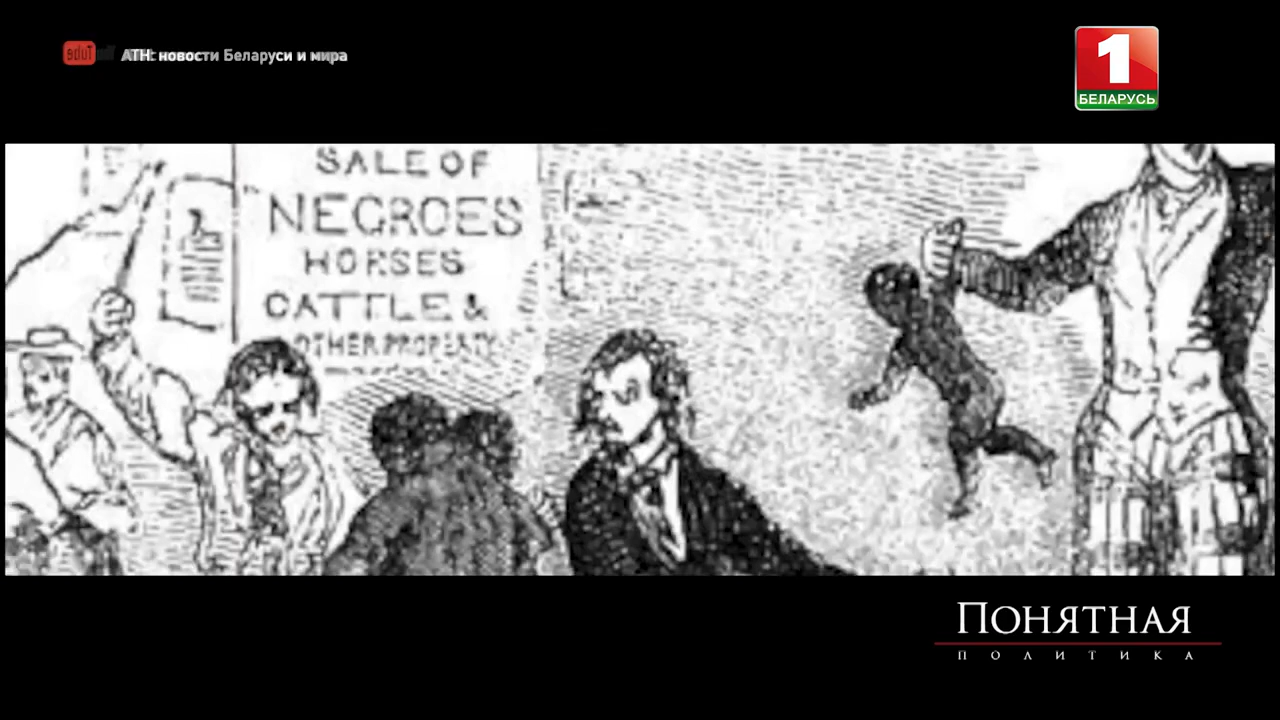 АТН: новости Беларуси и мира
1
БЕЛАРУСЬ
SALE OF
NEGROES
HORSES
CATTLE &
OTHER PROPERTY
ПОНЯТНАЯ
ПОЛИТИКА